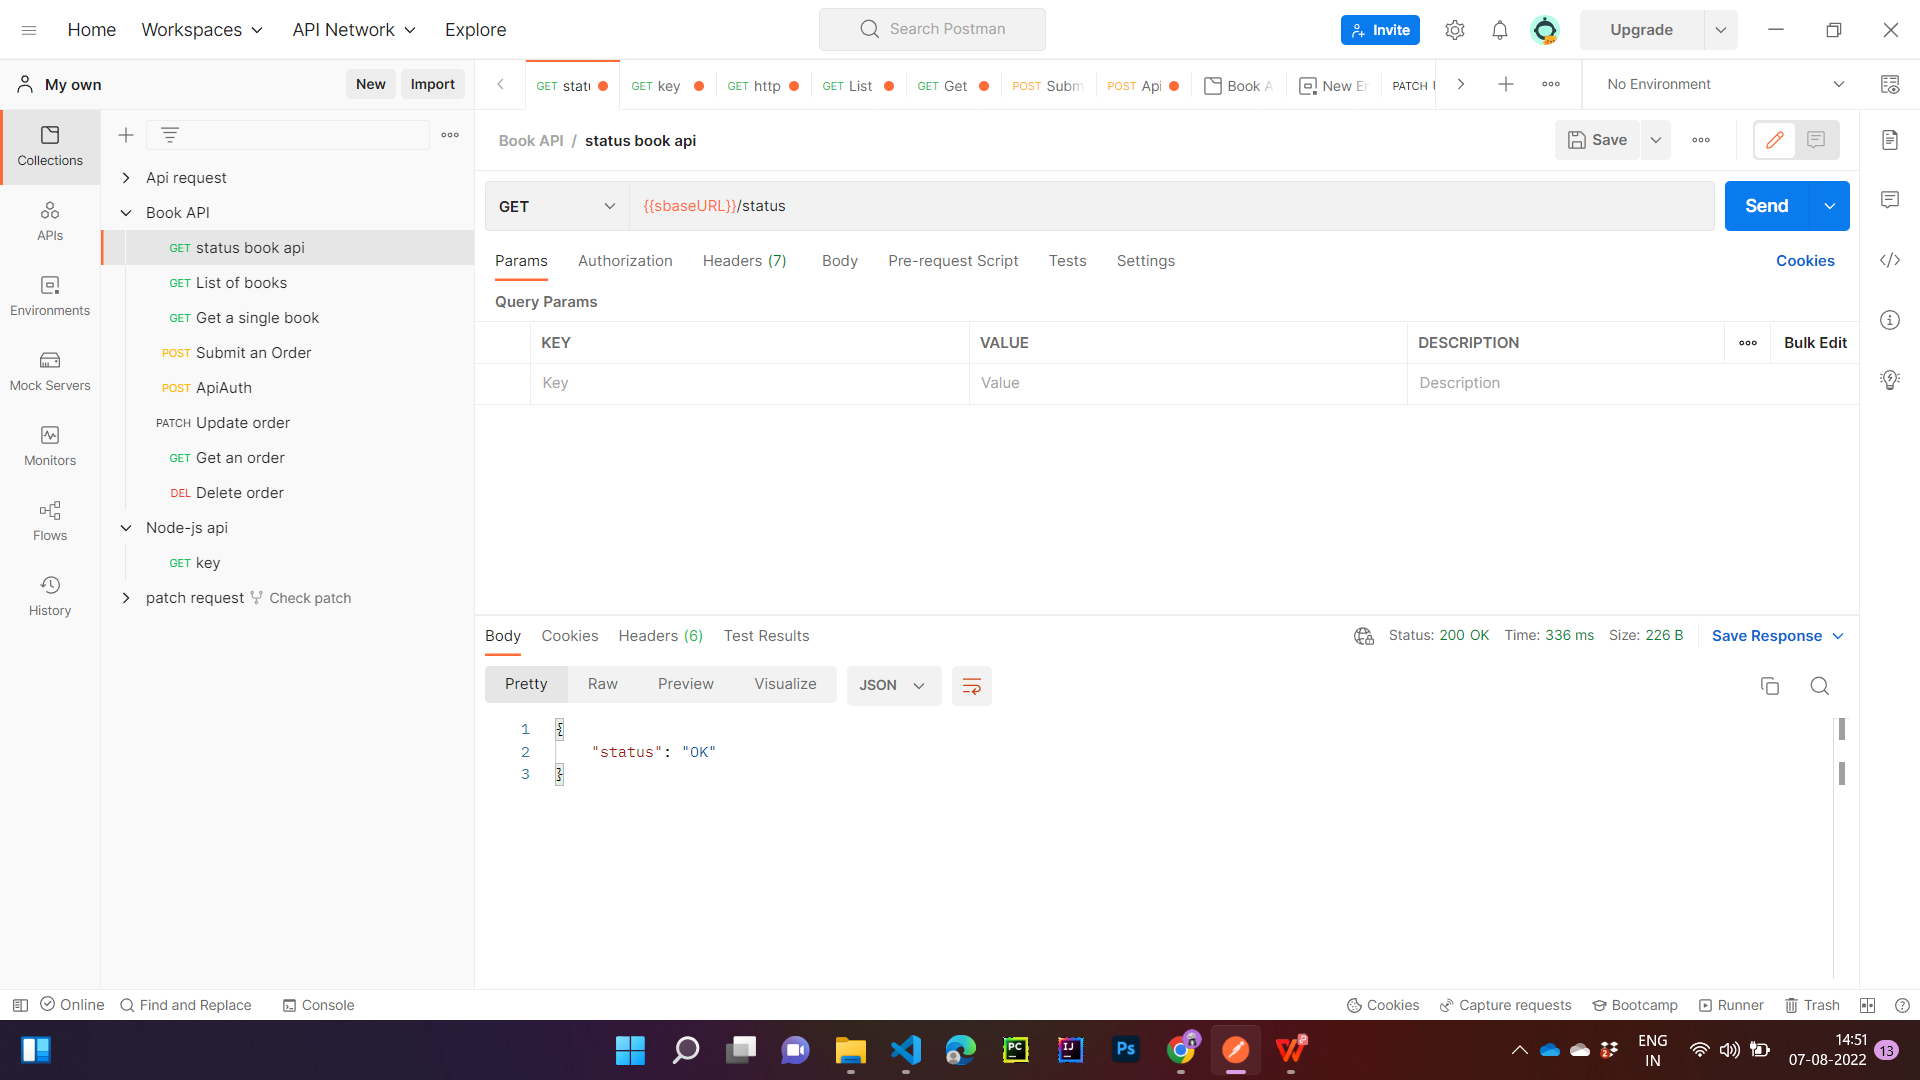 Home Workspaces API Network Explore Search Postman Invite Upgrade
My own New Import GET GET key GET http GET List GET Get POST POST Api Book No Environment
Collections
APIs
Environments
Mock Servers
Monitors
Flows
History
Api request
Book API
GET status book api
GET List of books
GET Get a single book
POST Submit an Order
POST ApiAuth
PATCH Update order
GET Get an order
DEL Delete order
Node-js api
GET key
patch request Check patch
Book API / status book api Save
GET {{sbaseURL}}/status Send
Params Authorization Headers (7) Body Pre-request Script Tests Settings Cookies
Query Params
KEY VALUE DESCRIPTION Bulk Edit
Key Value Description
Body Cookies Headers (6) Test Results Status: 200 OK Time: 336 ms Size: 226 B Save Response
Pretty Raw Preview Visualize JSON
1 {
2 "status": "OK"
3 }
Online Find and Replace Console Cookies Capture requests Bootcamp Runner Trash
PC IJ Ps 2 ENG 14:51
IN 07-08-2022 13